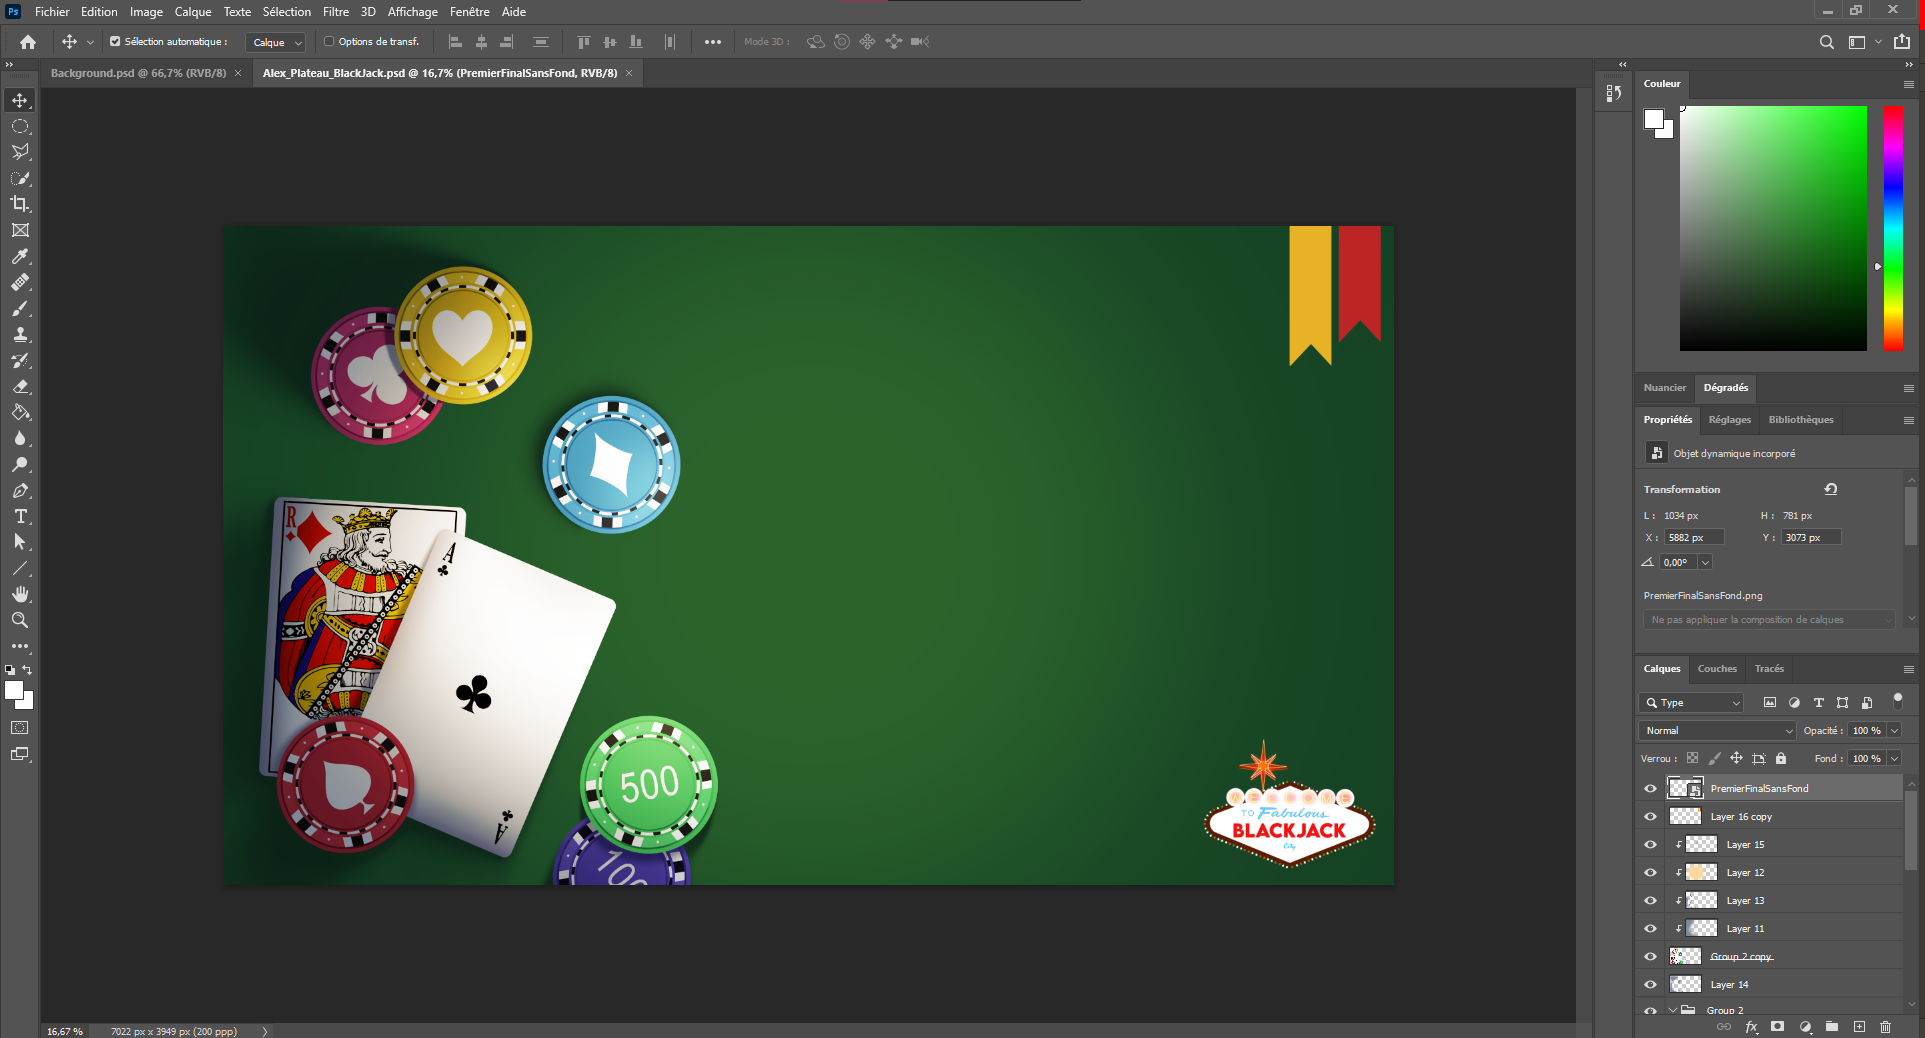 Ps Fichier Edition Image Calque Texte Sélection Filtre 3D Affichage Fenêtre Aide
Sélection automatique : Calque Options de transf. Mode 3D :
Background.psd @ 66,7% (RVB/8) × Alex_Plateau_BlackJack.psd @ 16,7% (PremierFinalSansFond, RVB/8) ×
Couleur
Nuancier Dégradés
Propriétés Réglages Bibliothèques
Objet dynamique incorporé
Transformation
L : 1034 px H : 781 px
X : 5882 px Y : 3073 px
0,00°
PremierFinalSansFond.png
Ne pas appliquer la composition de calques
Calques Couches Tracés
Type
Normal Opacité : 100 %
Verrou : Fond : 100 %
PremierFinalSansFond
Layer 16 copy
Layer 15
Layer 12
Layer 13
Layer 11
Group 2 copy
Layer 14
Group 2
fx
R
A
A
500
100
WELCOME
TO Fabulous
BLACKJACK
City
16,67 % 7022 px x 3949 px (200 ppp)